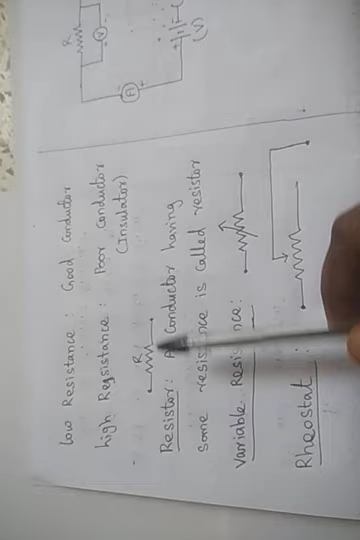 R
V
A
(V)
Low Resistance : Good Conductor
high Regsistance : Poor Conductor
(Insulator)
R
Resistor: A Conductor having
some resistance is called resistor
Variable Resistance:
Rheostat :